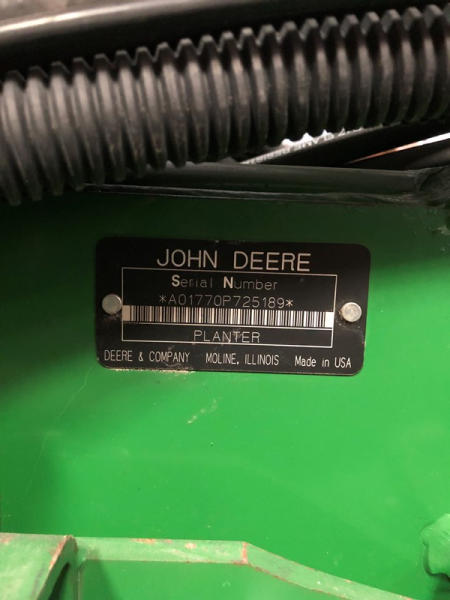 JOHN DEERE
Serial Number
*A01770P725189*
PLANTER
DEERE & COMPANY MOLINE, ILLINOIS Made in USA